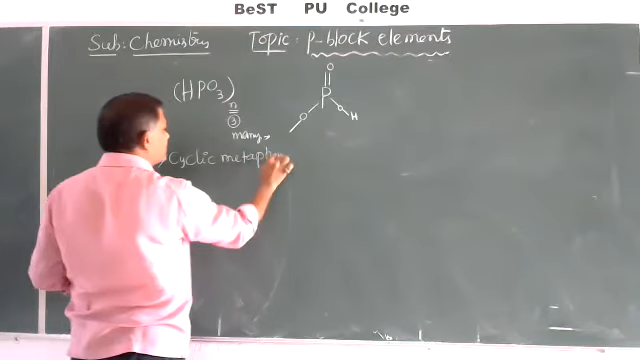 BeST PU College
Sub: Chemistry Topic: p-block elements
(HPO3)n
3
many →
O
P
O O H
Cyclic metaph